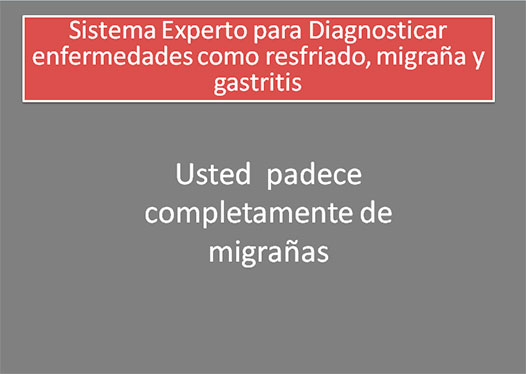 Sistema Experto para Diagnosticar
enfermedades como resfriado, migraña y
gastritis
Usted padece
completamente de
migrañas